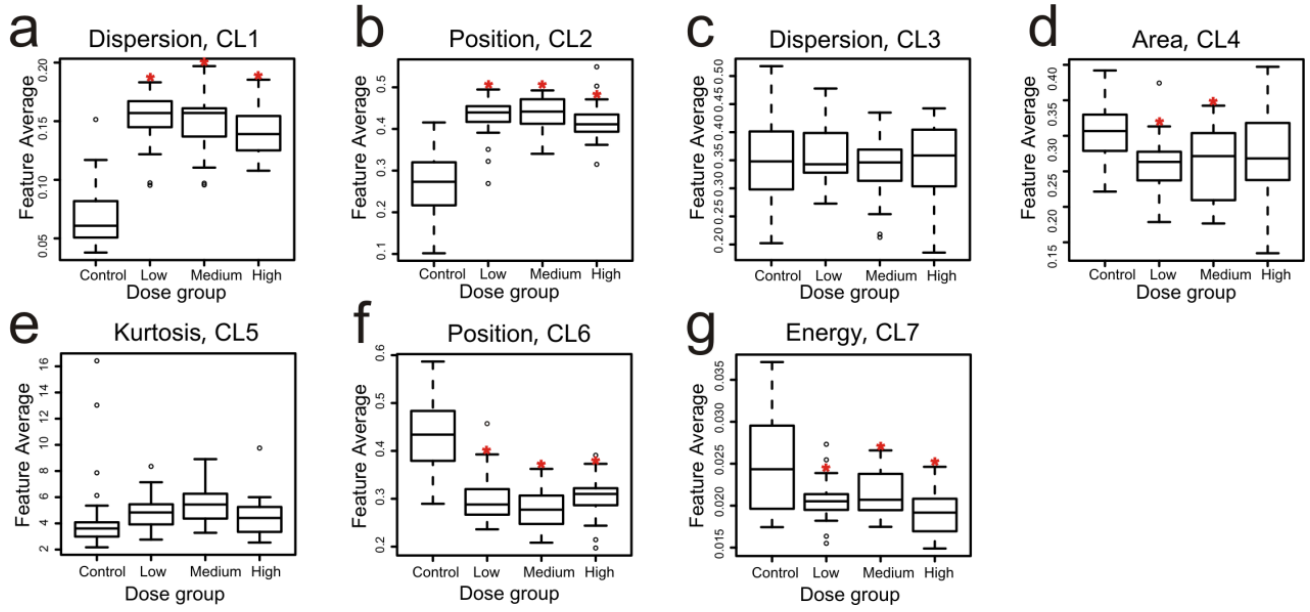 a
Dispersion, CL1
Feature Average
0.20
0.15
0.10
0.05
*
*
*
Control Low Medium High
Dose group
b
Position, CL2
Feature Average
0.5
0.4
0.3
0.2
0.1
*
*
*
Control Low Medium High
Dose group
c
Dispersion, CL3
Feature Average
0.50
0.45
0.40
0.35
0.30
0.25
0.20
Control Low Medium High
Dose group
d
Area, CL4
Feature Average
0.40
0.35
0.30
0.25
0.20
0.15
*
*
Control Low Medium High
Dose group
e
Kurtosis, CL5
Feature Average
16
14
12
10
8
6
4
2
Control Low Medium High
Dose group
f
Position, CL6
Feature Average
0.6
0.5
0.4
0.3
0.2
*
*
*
Control Low Medium High
Dose group
g
Energy, CL7
Feature Average
0.035
0.030
0.025
0.020
0.015
*
*
*
Control Low Medium High
Dose group